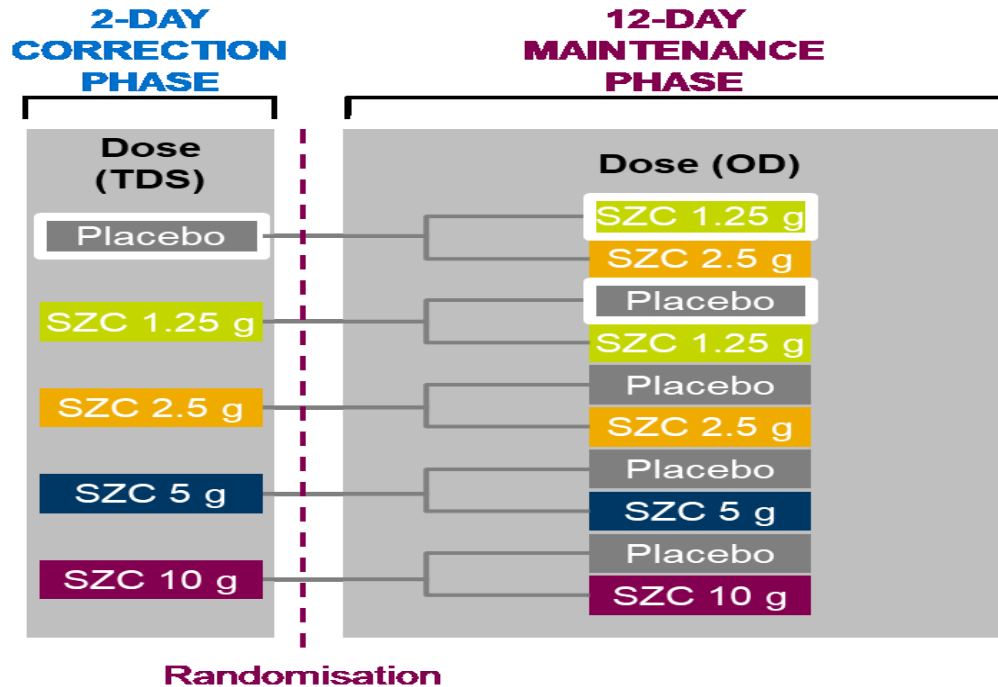 2-DAY
CORRECTION
PHASE
12-DAY
MAINTENANCE
PHASE
Dose
(TDS)
Dose (OD)
Placebo
SZC 1.25 g
SZC 2.5 g
SZC 5 g
SZC 10 g
SZC 1.25 g
SZC 2.5 g
Placebo
SZC 1.25 g
Placebo
SZC 2.5 g
Placebo
SZC 5 g
Placebo
SZC 10 g
Randomisation